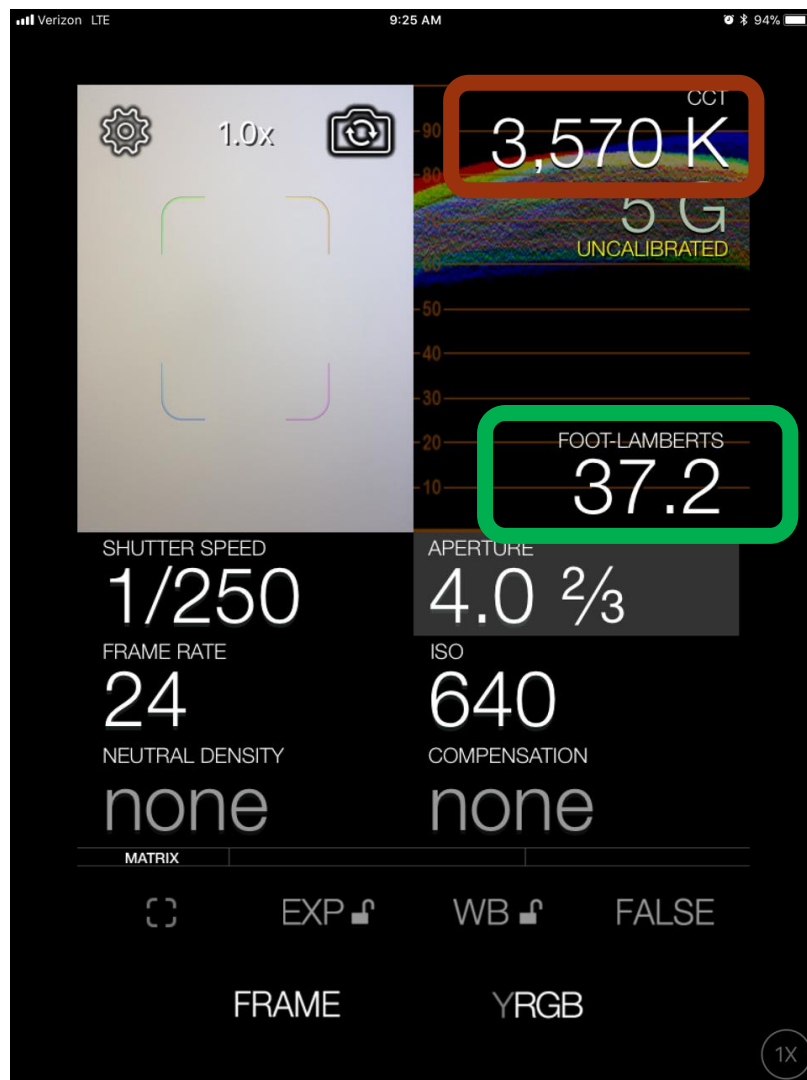 Verizon LTE 9:25 AM 94%
1.0x
CCT
3,570 K
5 G
UNCALIBRATED
90
80
60
50
40
30
20
10
FOOT-LAMBERTS
37.2
SHUTTER SPEED APERTURE
1/250 4.0 ⅔
FRAME RATE ISO
24 640
NEUTRAL DENSITY COMPENSATION
none none
MATRIX
EXP WB FALSE
FRAME YRGB
1X